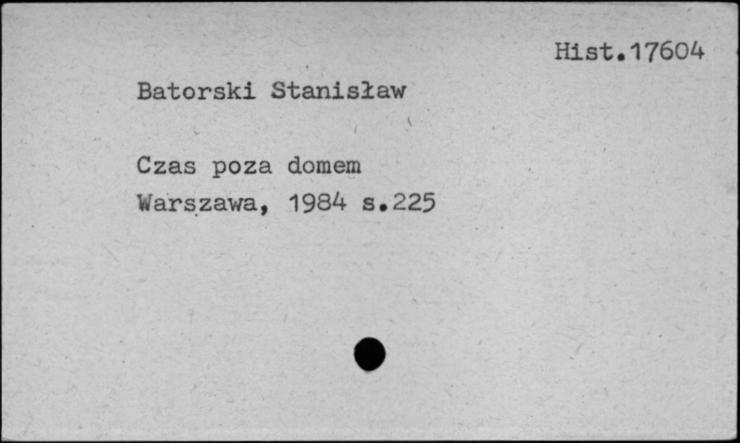 Hist.17604
Batorski Stanisław
Czas poza domem
Warszawa, 1984 s.225